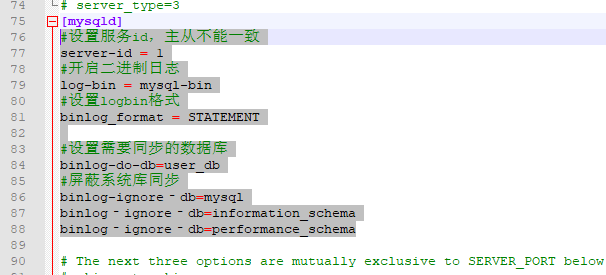 74 # server_type=3
75 [mysqld]
76 #设置服务id，主从不能一致
77 server-id = 1
78 #开启二进制日志
79 log-bin = mysql-bin
80 #设置logbin格式
81 binlog_format = STATEMENT
82
83 #设置需要同步的数据库
84 binlog-do-db=user_db
85 #屏蔽系统库同步
86 binlog-ignore‐db=mysql
87 binlog‐ignore‐db=information_schema
88 binlog‐ignore‐db=performance_schema
89
90 # The next three options are mutually exclusive to SERVER_PORT below